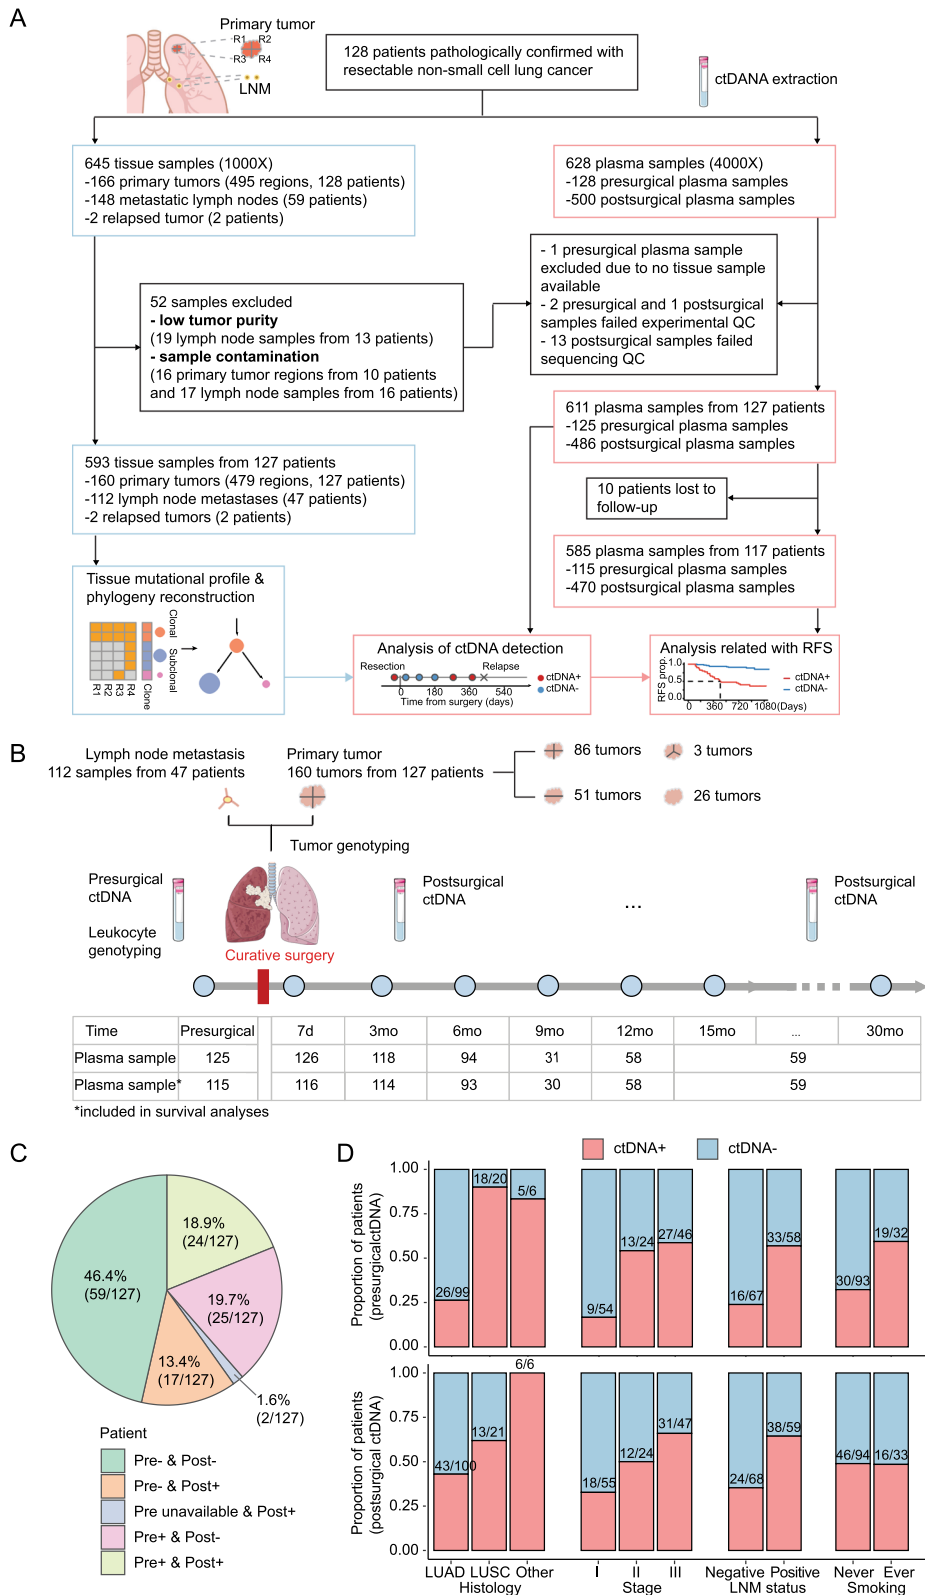 A
Primary tumor
R1 R2
R3 R4
LNM
128 patients pathologically confirmed with
resectable non-small cell lung cancer
ctDANA extraction
645 tissue samples (1000X)
-166 primary tumors (495 regions, 128 patients)
-148 metastatic lymph nodes (59 patients)
-2 relapsed tumor (2 patients)
628 plasma samples (4000X)
-128 presurgical plasma samples
-500 postsurgical plasma samples
52 samples excluded
- low tumor purity
(19 lymph node samples from 13 patients)
- sample contamination
(16 primary tumor regions from 10 patients
and 17 lymph node samples from 16 patients)
- 1 presurgical plasma sample
excluded due to no tissue sample
available
- 2 presurgical and 1 postsurgical
samples failed experimental QC
- 13 postsurgical samples failed
sequencing QC
611 plasma samples from 127 patients
-125 presurgical plasma samples
-486 postsurgical plasma samples
593 tissue samples from 127 patients
-160 primary tumors (479 regions, 127 patients)
-112 lymph node metastases (47 patients)
-2 relapsed tumors (2 patients)
10 patients lost to
follow-up
585 plasma samples from 117 patients
-115 presurgical plasma samples
-470 postsurgical plasma samples
Tissue mutational profile &
phylogeny reconstruction
Clonal
Subclonal
R1 R2 R3 R4 Clone
Analysis of ctDNA detection
Resection Relapse
ctDNA+
ctDNA-
0 180 360 540
Time from surgery (days)
Analysis related with RFS
RFS prop.
1.0
0.5
0.0
ctDNA+
ctDNA-
0 360 720 1080(Days)
B
Lymph node metastasis
112 samples from 47 patients
Primary tumor
160 tumors from 127 patients
86 tumors
3 tumors
51 tumors
26 tumors
Tumor genotyping
Presurgical
ctDNA
Leukocyte
genotyping
Curative surgery
Postsurgical
ctDNA
...
Postsurgical
ctDNA
Time Presurgical 7d 3mo 6mo 9mo 12mo 15mo ... 30mo
Plasma sample 125 126 118 94 31 58 59
Plasma sample* 115 116 114 93 30 58 59
*included in survival analyses
C
18.9%
(24/127)
46.4%
(59/127)
19.7%
(25/127)
13.4%
(17/127)
1.6%
(2/127)
Patient
Pre- & Post-
Pre- & Post+
Pre unavailable & Post+
Pre+ & Post-
Pre+ & Post+
D
ctDNA+
ctDNA-
Proportion of patients
(presurgicalctDNA)
1.00
0.75
0.50
0.25
0.00
26/99 18/20 5/6
9/54 13/24 27/46
16/67 33/58
30/93 19/32
Proportion of patients
(postsurgical ctDNA)
1.00
0.75
0.50
0.25
0.00
43/100 13/21 6/6
18/55 12/24 31/47
24/68 38/59
46/94 16/33
LUAD LUSC Other
Histology
I II III
Stage
Negative Positive
LNM status
Never Ever
Smoking